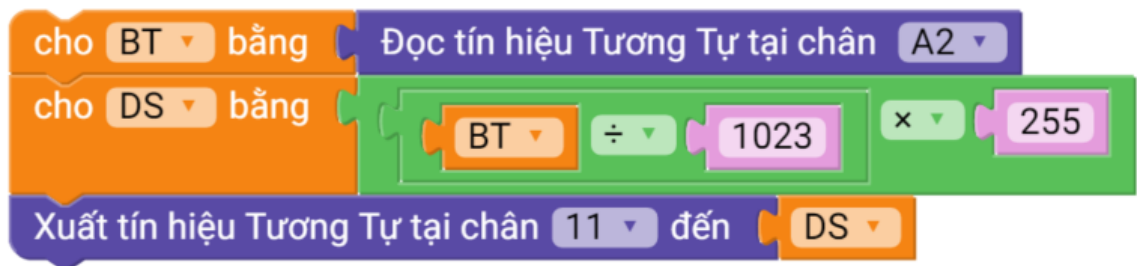 cho BT bằng Đọc tín hiệu Tương Tự tại chân A2
cho DS bằng BT ÷ 1023 × 255
Xuất tín hiệu Tương Tự tại chân 11 đến DS